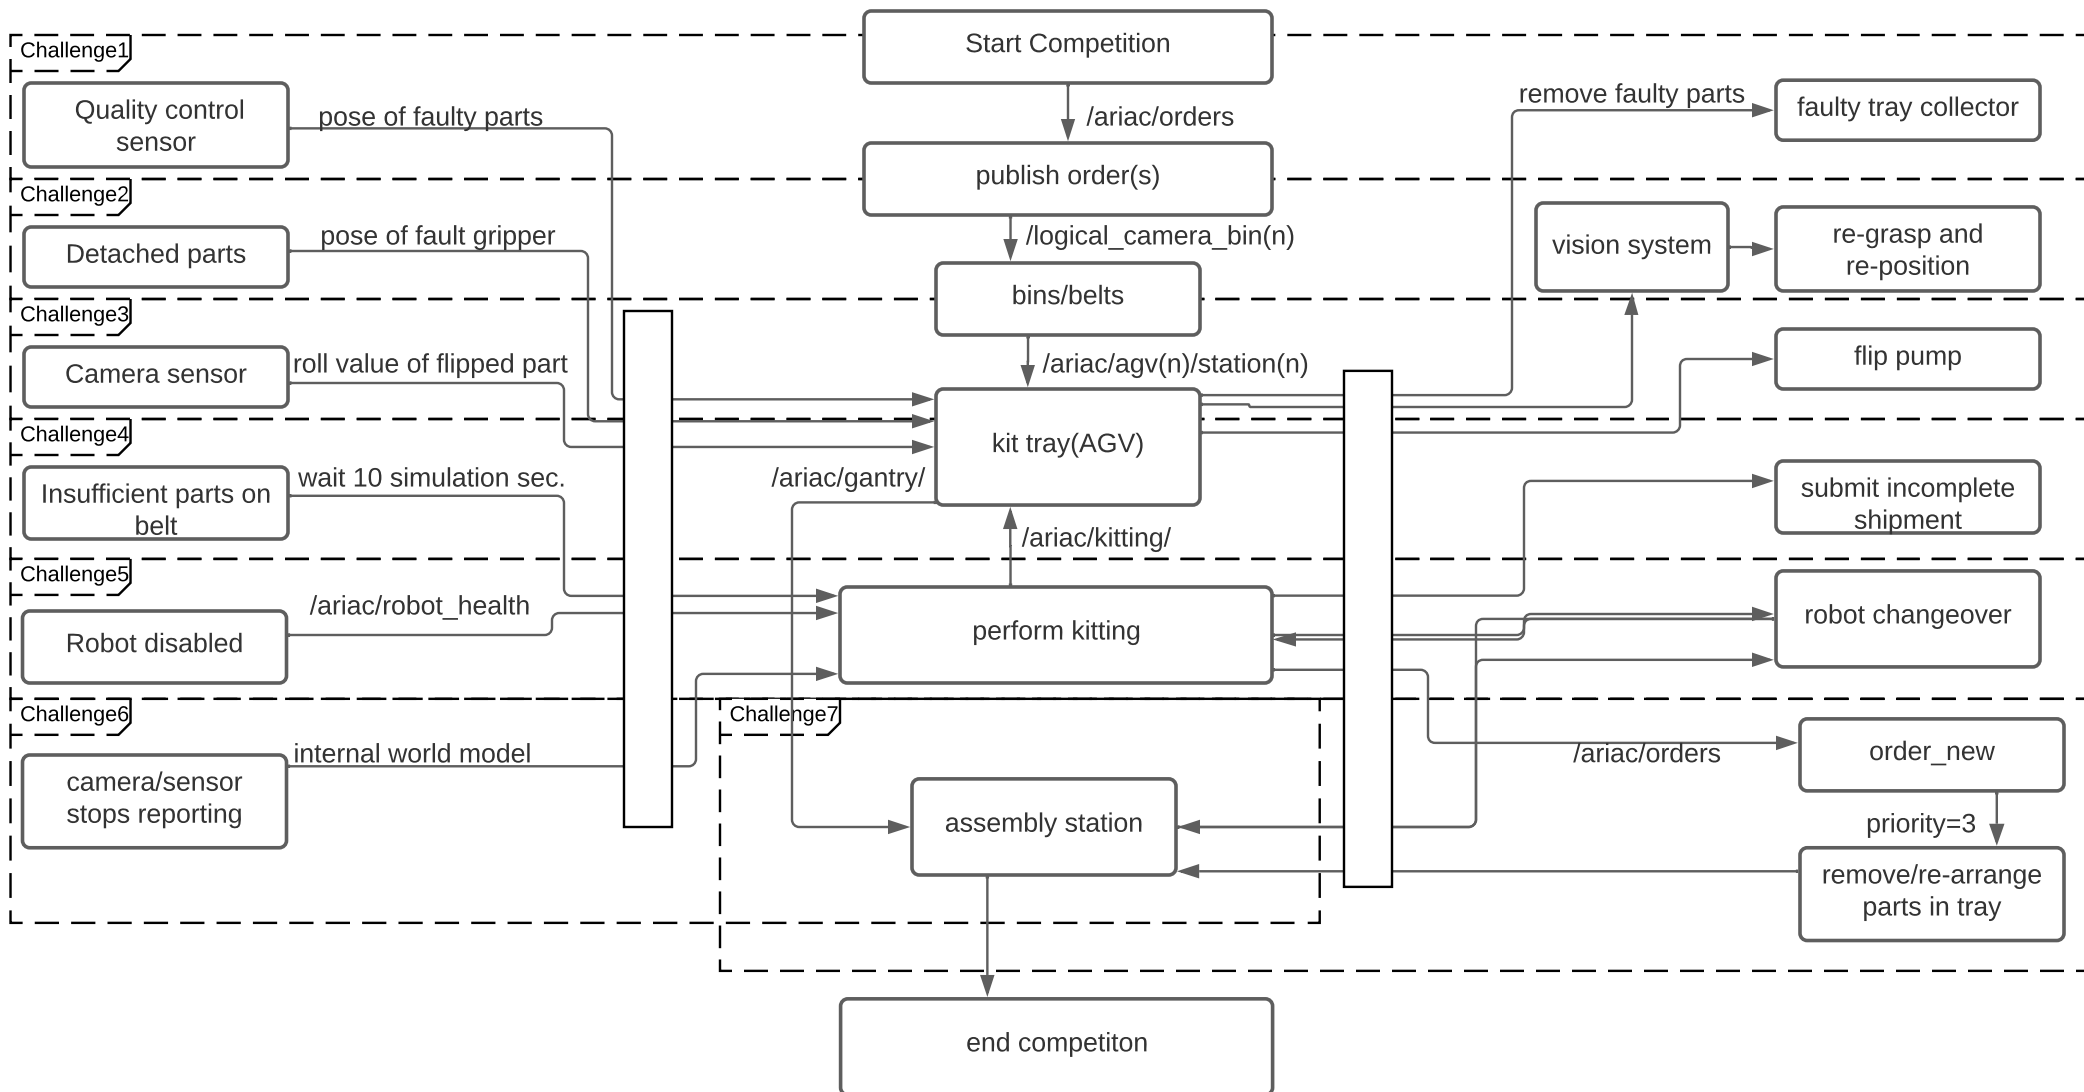 Start Competition
Challenge1
Quality control
sensor
pose of faulty parts
/ariac/orders
remove faulty parts
faulty tray collector
publish order(s)
Challenge2
Detached parts
pose of fault gripper
/logical_camera_bin(n)
vision system
re-grasp and
re-position
bins/belts
Challenge3
Camera sensor
roll value of flipped part
/ariac/agv(n)/station(n)
flip pump
Challenge4
kit tray(AGV)
Insufficient parts on
belt
wait 10 simulation sec.
/ariac/gantry/
submit incomplete
shipment
/ariac/kitting/
Challenge5
Robot disabled
/ariac/robot_health
perform kitting
robot changeover
Challenge6
Challenge7
camera/sensor
stops reporting
internal world model
/ariac/orders
order_new
assembly station
priority=3
remove/re-arrange
parts in tray
end competiton